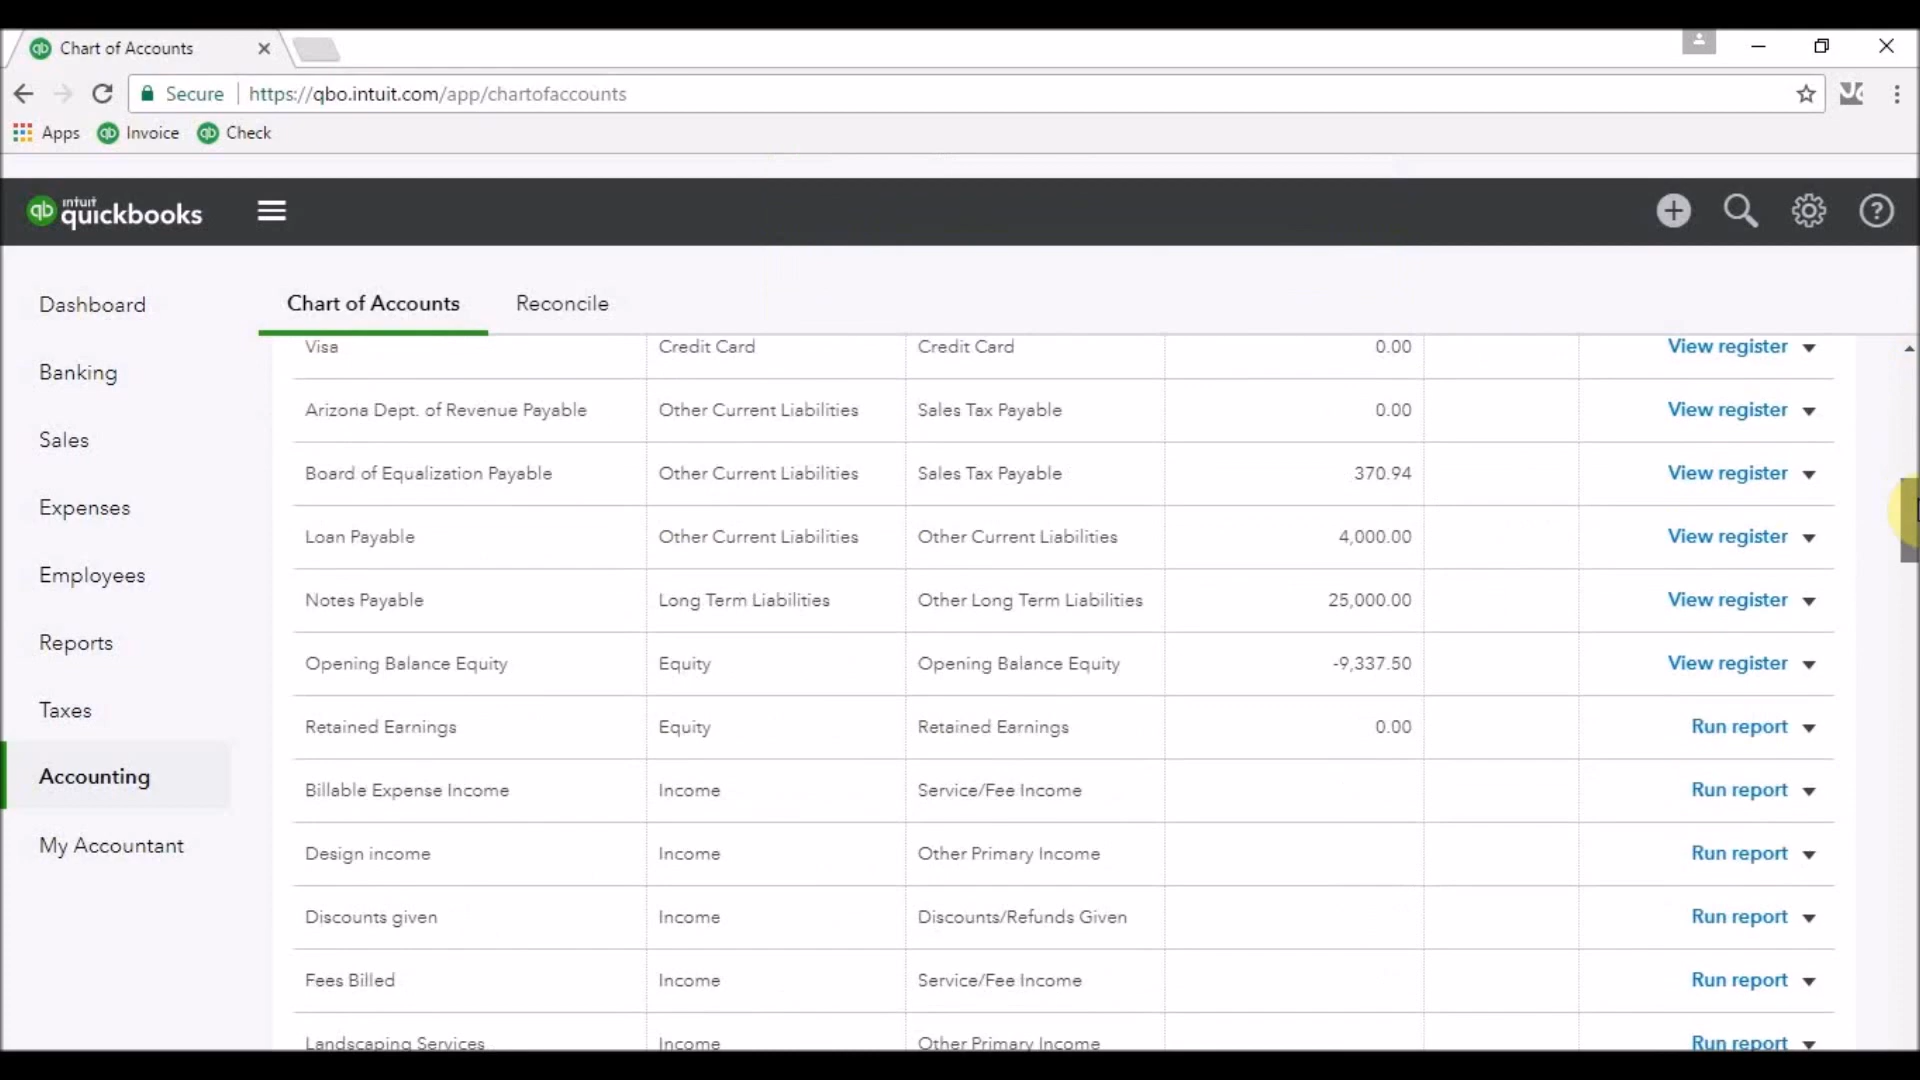 Chart of Accounts
Secure https://qbo.intuit.com/app/chartofaccounts
Apps Invoice Check
intuit quickbooks
Dashboard
Banking
Sales
Expenses
Employees
Reports
Taxes
Accounting
My Accountant
Chart of Accounts Reconcile
Visa Credit Card Credit Card 0.00 View register
Arizona Dept. of Revenue Payable Other Current Liabilities Sales Tax Payable 0.00 View register
Board of Equalization Payable Other Current Liabilities Sales Tax Payable 370.94 View register
Loan Payable Other Current Liabilities Other Current Liabilities 4,000.00 View register
Notes Payable Long Term Liabilities Other Long Term Liabilities 25,000.00 View register
Opening Balance Equity Equity Opening Balance Equity -9,337.50 View register
Retained Earnings Equity Retained Earnings 0.00 Run report
Billable Expense Income Income Service/Fee Income Run report
Design income Income Other Primary Income Run report
Discounts given Income Discounts/Refunds Given Run report
Fees Billed Income Service/Fee Income Run report
Landscaping Services Income Other Primary Income Run report